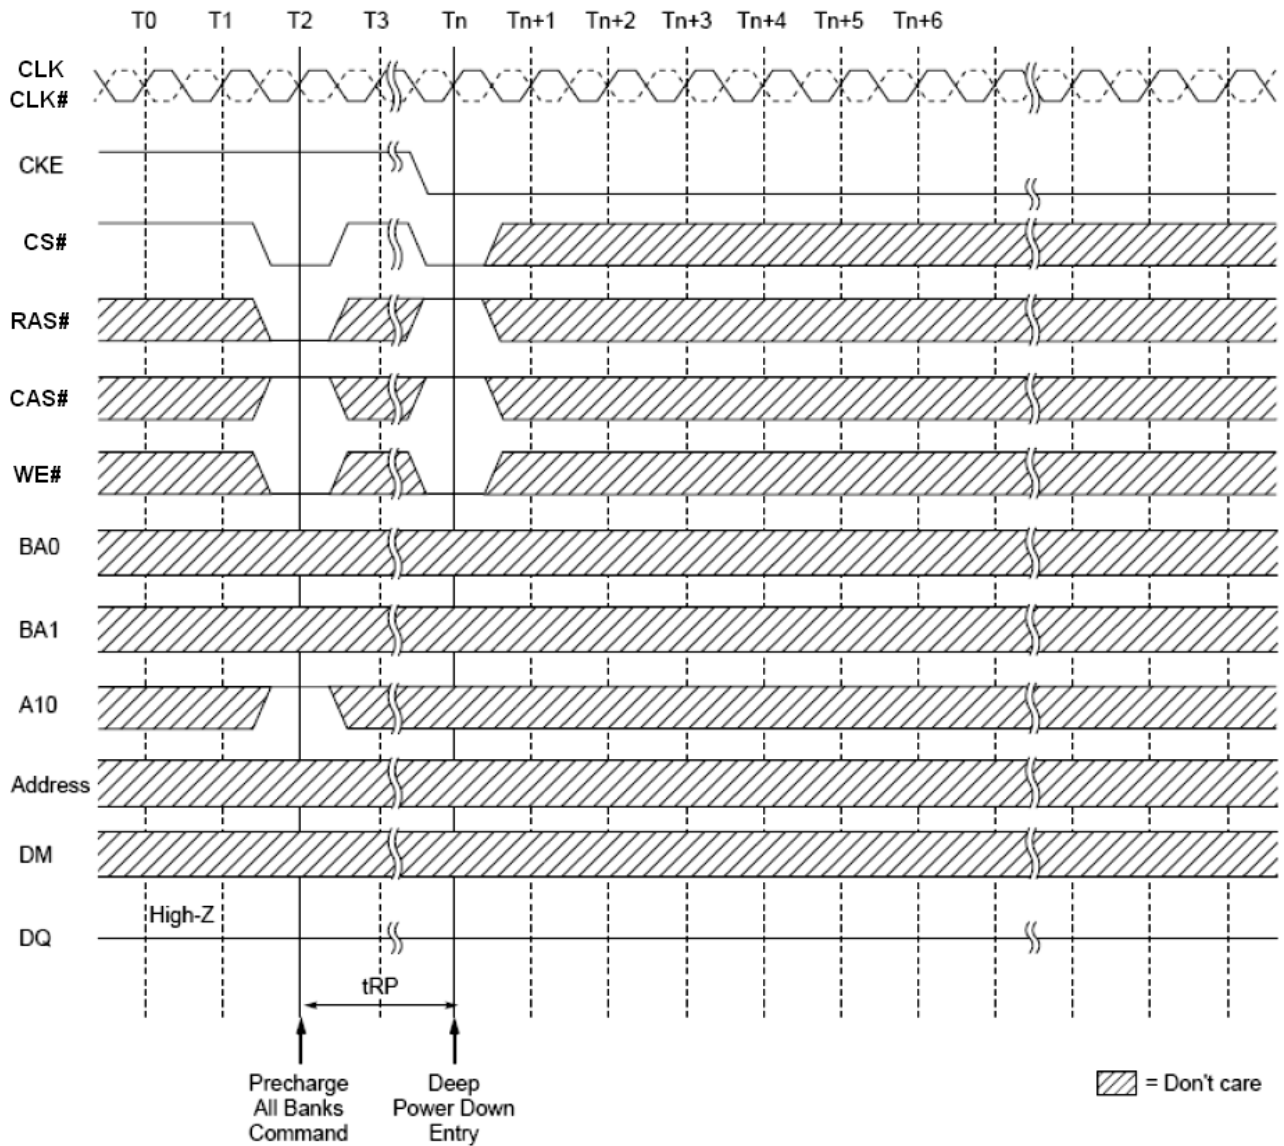 T0 T1 T2 T3 Tn Tn+1 Tn+2 Tn+3 Tn+4 Tn+5 Tn+6
CLK
CLK#
CKE
CS#
RAS#
CAS#
WE#
BA0
BA1
A10
Address
DM
High-Z
DQ
tRP
Precharge
All Banks
Command
Deep
Power Down
Entry
= Don't care